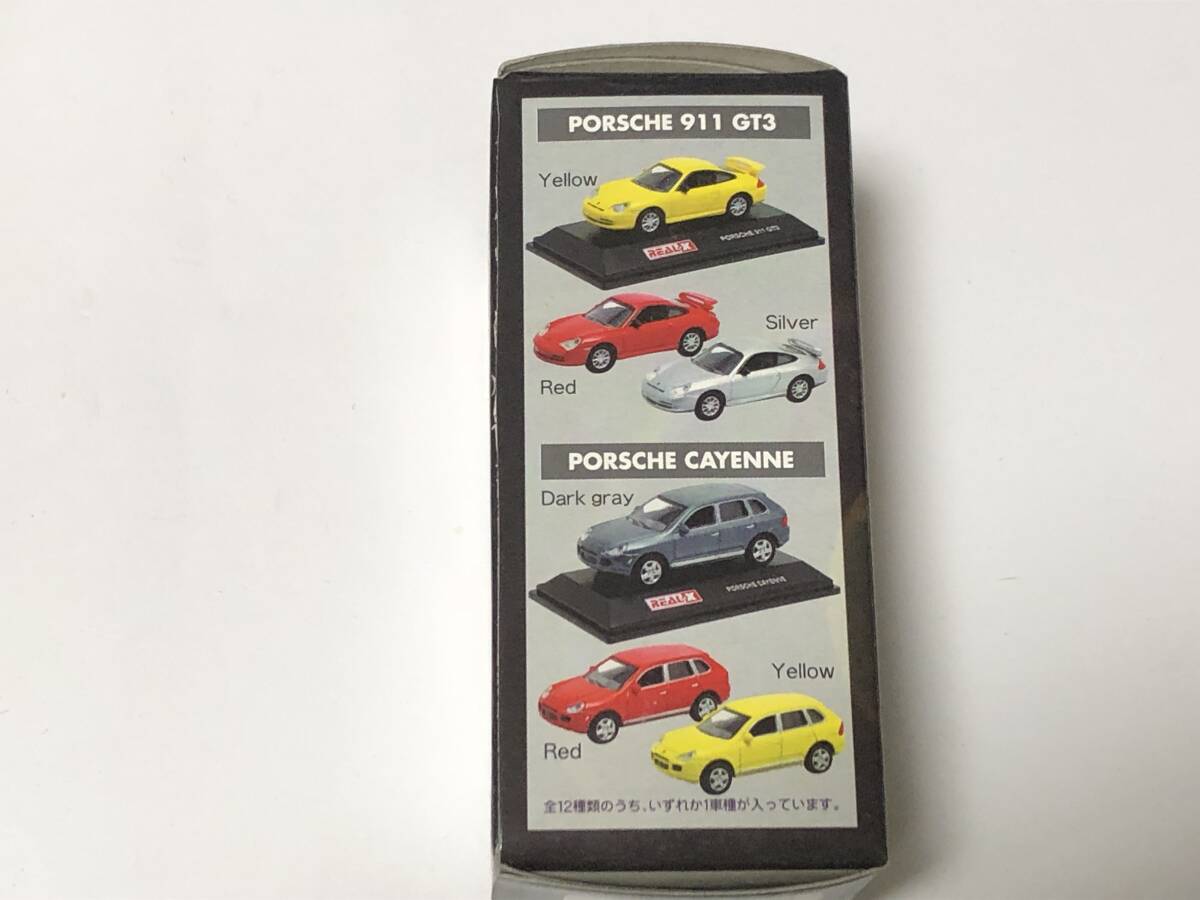 PORSCHE 911 GT3
Yellow
REAL-X
PORSCHE 911 GT3
Silver
Red
PORSCHE CAYENNE
Dark gray
REAL-X
PORSCHE CAYENNE
Yellow
Red
全12種類のうち、いずれか1車種が入っています。